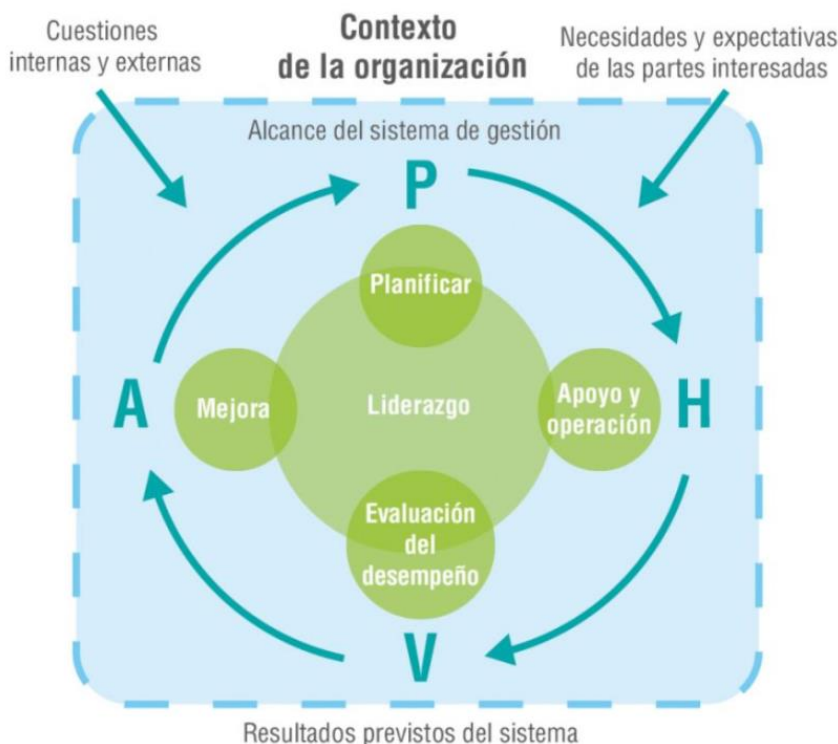 Cuestiones
internas y externas
Contexto
de la organización
Necesidades y expectativas
de las partes interesadas
Alcance del sistema de gestión
P
Planificar
A
Mejora
Liderazgo
Apoyo y
operación
H
Evaluación
del
desempeño
V
Resultados previstos del sistema